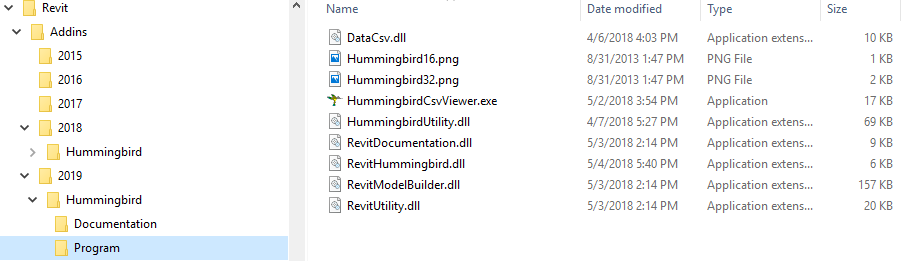 Revit
Addins
2015
2016
2017
2018
Hummingbird
2019
Hummingbird
Documentation
Program
Name Date modified Type Size
DataCsv.dll 4/6/2018 4:03 PM Application extens... 10 KB
Hummingbird16.png 8/31/2013 1:47 PM PNG File 1 KB
Hummingbird32.png 8/31/2013 1:47 PM PNG File 2 KB
HummingbirdCsvViewer.exe 5/2/2018 3:54 PM Application 17 KB
HummingbirdUtility.dll 4/7/2018 5:27 PM Application extens... 69 KB
RevitDocumentation.dll 5/3/2018 2:14 PM Application extens... 9 KB
RevitHummingbird.dll 5/4/2018 5:40 PM Application extens... 6 KB
RevitModelBuilder.dll 5/3/2018 2:14 PM Application extens... 157 KB
RevitUtility.dll 5/3/2018 2:14 PM Application extens... 20 KB